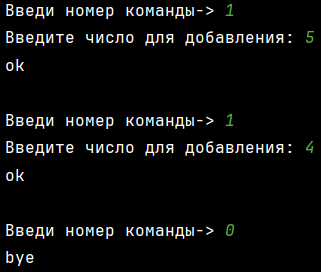 Введи номер команды-> 1
Введите число для добавления: 5
ok
Введи номер команды-> 1
Введите число для добавления: 4
ok
Введи номер команды-> 0
bye